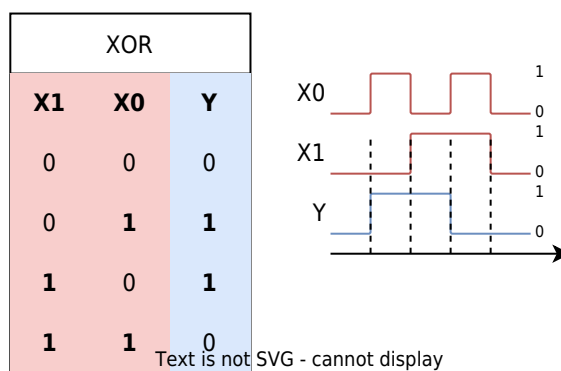 XOR
X1 X0 Y
0 0 0
0 1 1
1 0 1
1 1 0
X0 1
0
X1 1
0
Y 1
0
Text is not SVG - cannot display